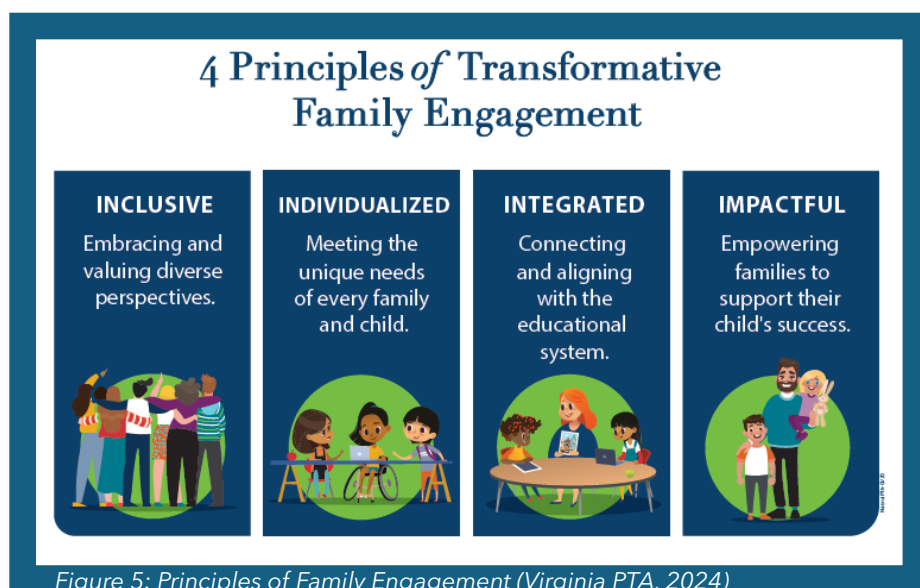 4 Principles of Transformative
Family Engagement
INCLUSIVE
Embracing and
valuing diverse
perspectives.
INDIVIDUALIZED
Meeting the
unique needs
of every family
and child.
INTEGRATED
Connecting
and aligning
with the
educational
system.
IMPACTFUL
Empowering
families to
support their
child's success.
Figure 5: Principles of Family Engagement (Virginia PTA, 2024)